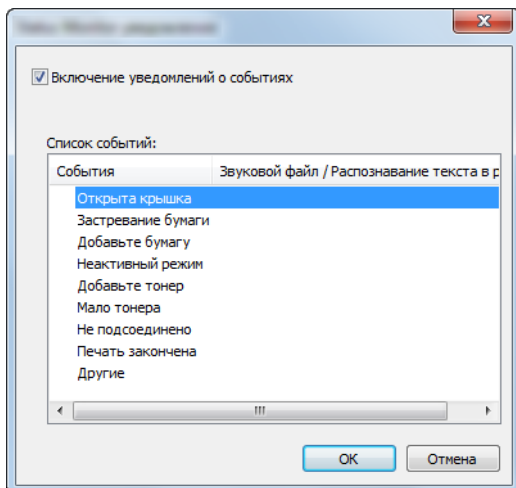 Включение уведомлений о событиях
Список событий:
События Звуковой файл / Распознавание текста в р
Открыта крышка
Застревание бумаги
Добавьте бумагу
Неактивный режим
Добавьте тонер
Мало тонера
Не подсоединено
Печать закончена
Другие
OK Отмена